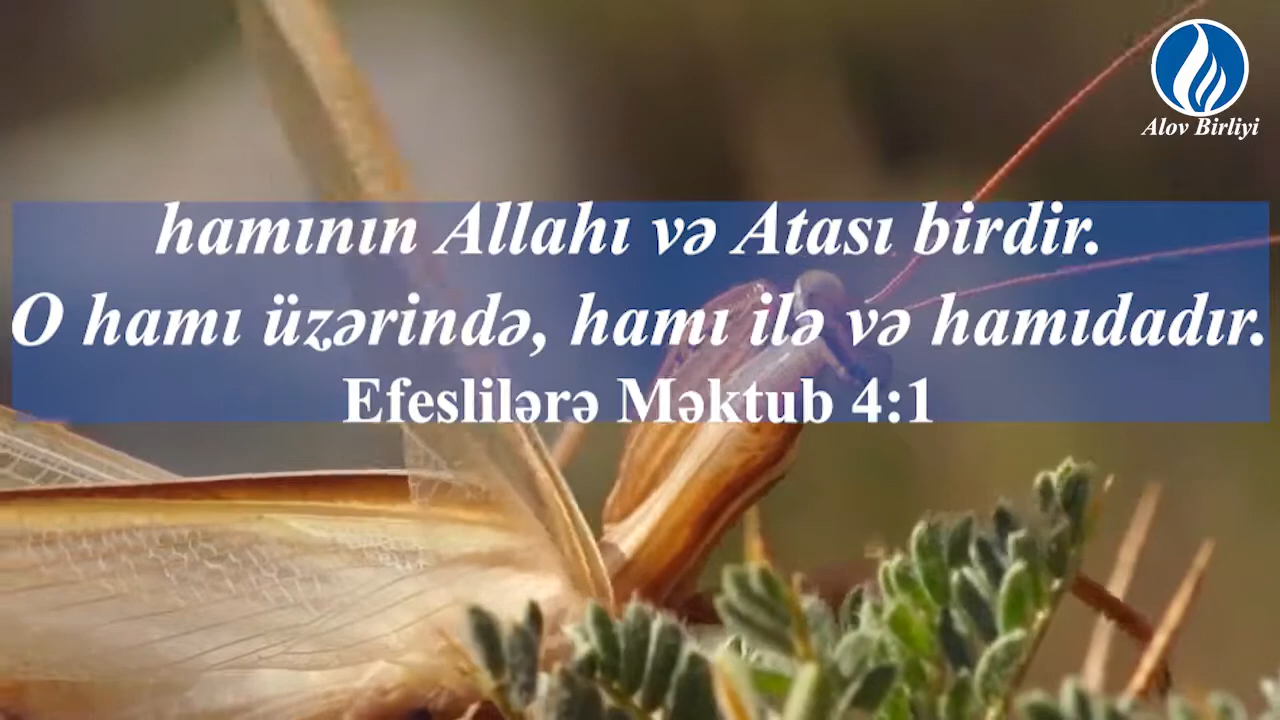 Alov Birliyi
hamının Allahı və Atası birdir.
O hamı üzərində, hamı ilə və hamıdadır.
Efeslilərə Məktub 4:1